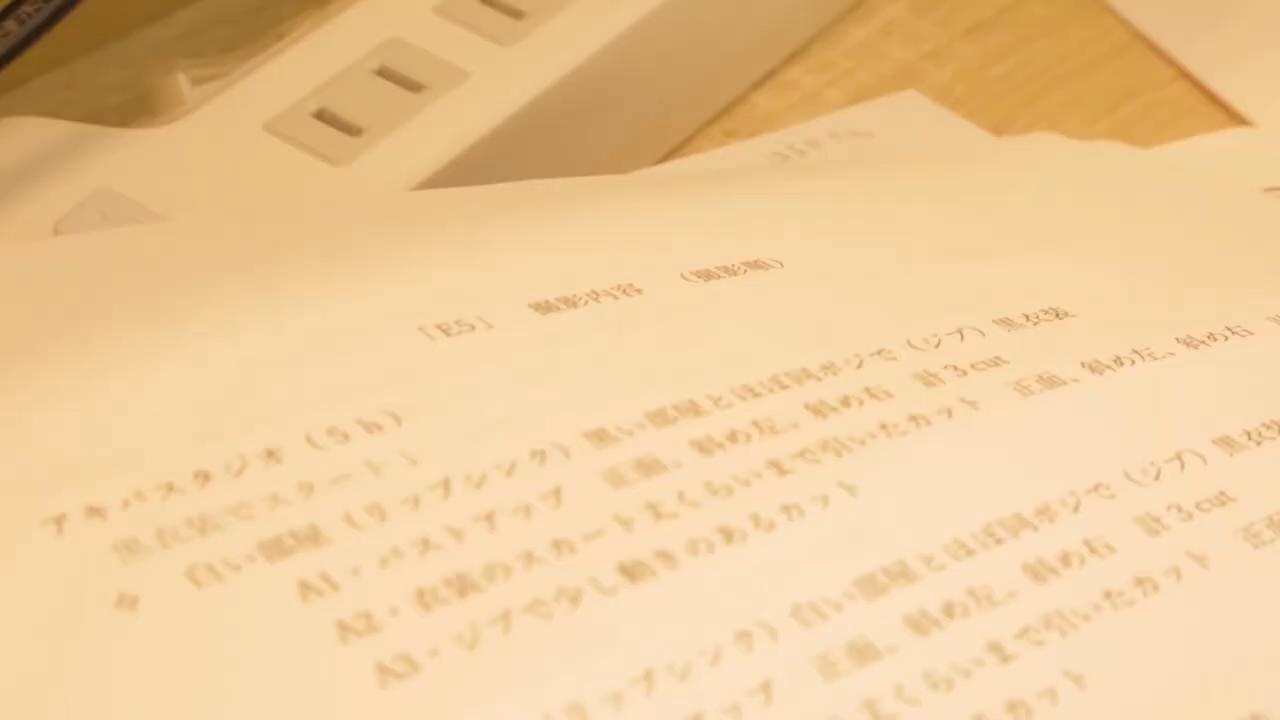 「E5」 撮影内容 (撮影順)
アキバスタジオ (5h)
黒衣装でスタート)
※ 白い部屋 (リップシンク) 黒い部屋とほぼ同ポジで (ジブ) 黒衣装
A1・バストアップ 正面、斜め左、斜め右 計3cut
A2・衣装のスカート丈くらいまで引いたカット 正面、斜め左、斜め右
A3・ジブで少し動きのあるカット
(リップシンク) 白い部屋とほぼ同ポジで (ジブ) 黒衣装
アップ 正面、斜め左、斜め右 計3cut
丈くらいまで引いたカット 正面
カット